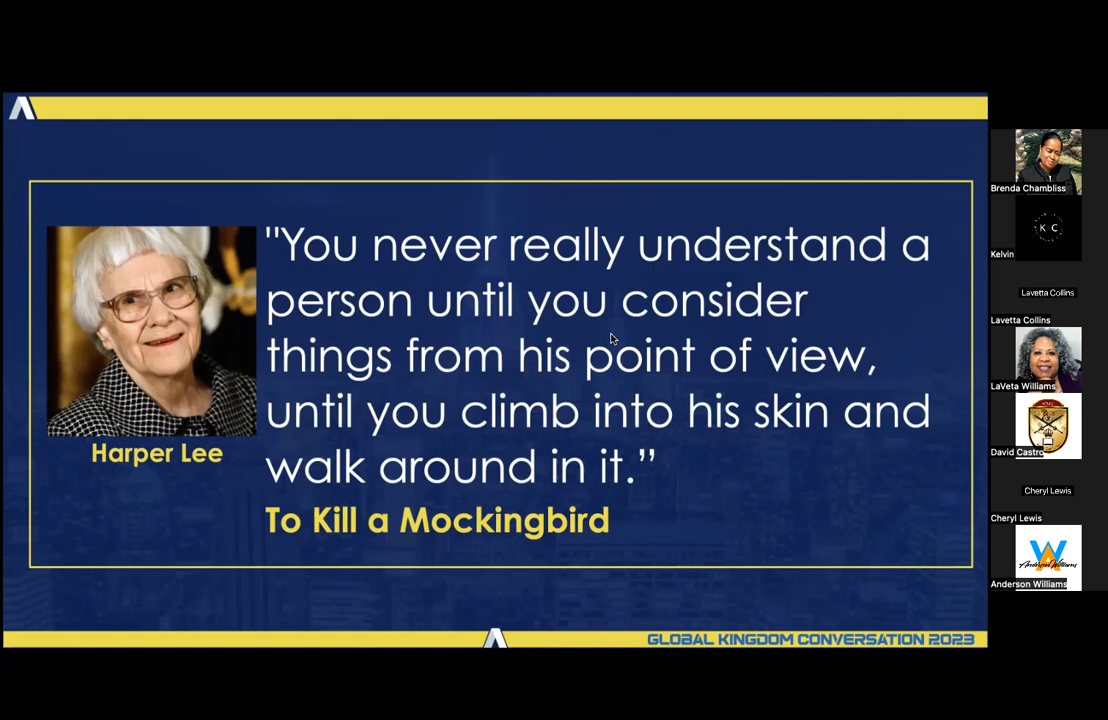 "You never really understand a
person until you consider
things from his point of view,
until you climb into his skin and
walk around in it.”
Harper Lee
To Kill a Mockingbird
GLOBAL KINGDOM CONVERSATION 2023
Brenda Chambliss
K C
Kelvin
Lavetta Collins
Lavetta Collins
LaVeta Williams
David Castro
Cheryl Lewis
Cheryl Lewis
W
Anderson Williams
Anderson Williams